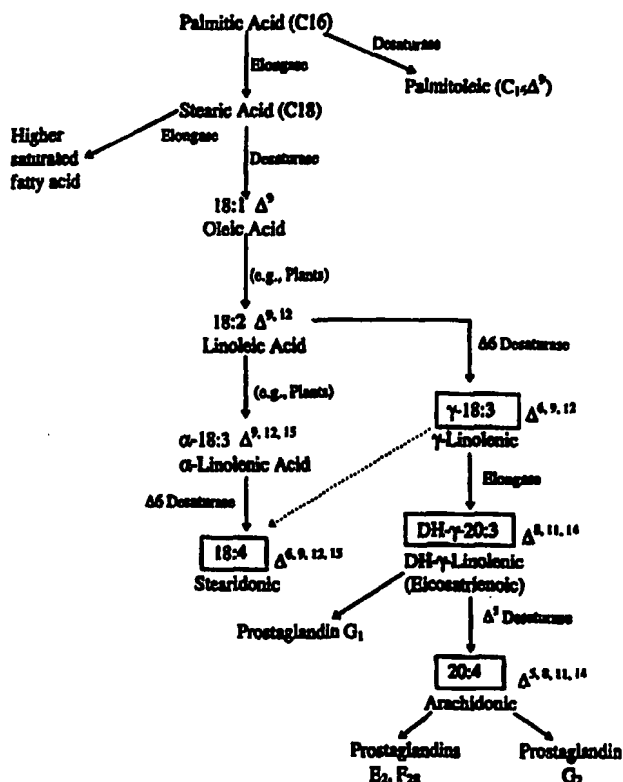 Palmitic Acid (C16)
Desaturase
Elongase
Palmitoleic (C₁₆Δ⁹)
Stearic Acid (C18)
Elongase
Higher
saturated
fatty acid
Desaturase
18:1 Δ⁹
Oleic Acid
(e.g., Plants)
18:2 Δ⁹, ¹²
Linoleic Acid
Δ6 Desaturase
(e.g., Plants)
γ-18:3 Δ⁶, ⁹, ¹²
γ-Linolenic
α-18:3 Δ⁹, ¹², ¹⁵
α-Linolenic Acid
Elongase
Δ6 Desaturase
DH-γ-20:3 Δ⁸, ¹¹, ¹⁴
DH-γ-Linolenic
(Eicosatrienoic)
18:4 Δ⁶, ⁹, ¹², ¹⁵
Stearidonic
Δ⁵ Desaturase
Prostaglandin G₁
20:4 Δ⁵, ⁸, ¹¹, ¹⁴
Arachidonic
Prostaglandins
E₂, F₂α
Prostaglandin
G₂